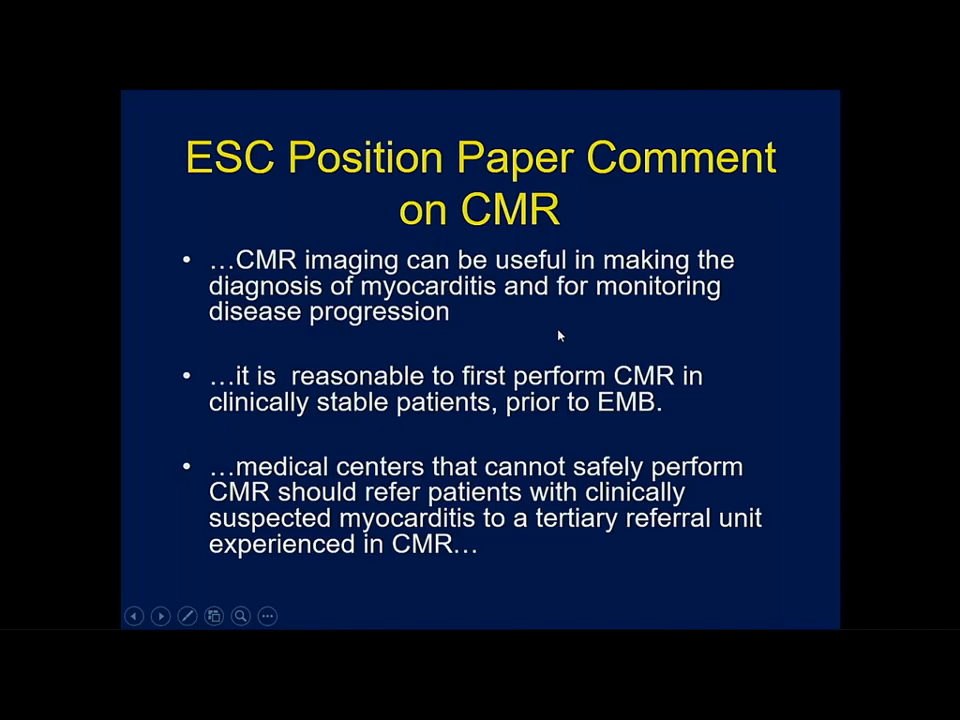 ESC Position Paper Comment
on CMR
• …CMR imaging can be useful in making the
diagnosis of myocarditis and for monitoring
disease progression
• …it is  reasonable to first perform CMR in
clinically stable patients, prior to EMB.
• …medical centers that cannot safely perform
CMR should refer patients with clinically
suspected myocarditis to a tertiary referral unit
experienced in CMR…